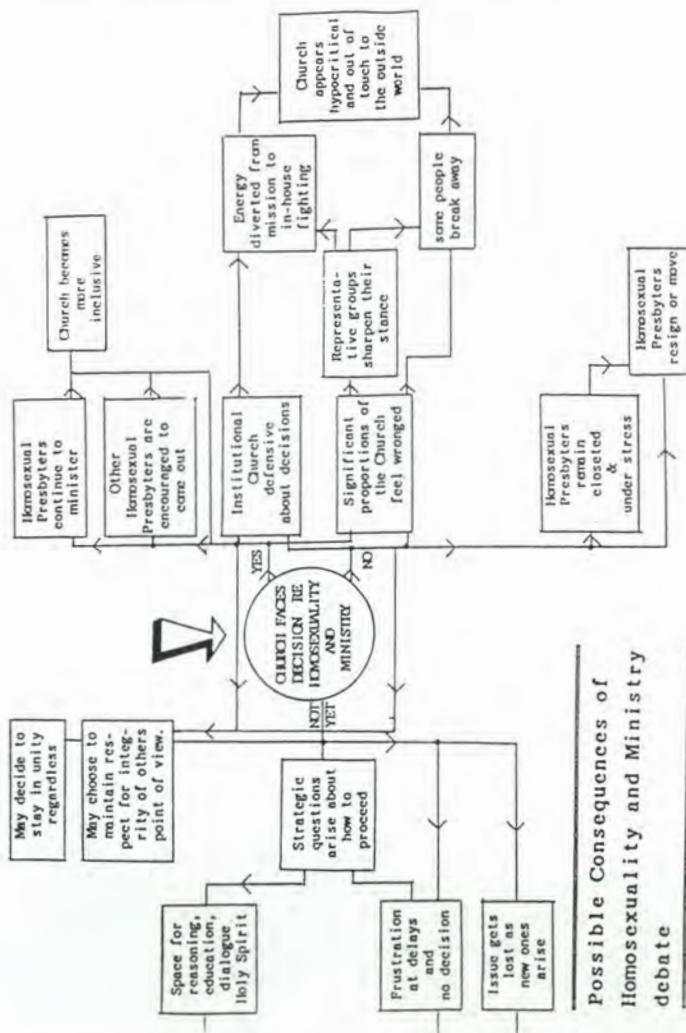 May decide to
stay in unity
regardless
May choose to
maintain res-
pect for integ-
rity of others
point of view.
Space for
reasoning,
education,
dialogue
Holy Spirit
Strategic
questions
arise about
how to
proceed
Frustration
at delays
and
no decision
Issue gets
lost as
new ones
arise
CHURCH FACES
DECISION RE
HOMOSEXUALITY
AND
MINISTRY
NOT
YET
YES
NO
Homosexual
Presbyters
continue to
minister
Other
Homosexual
Presbyters are
encouraged to
come out
Church becomes
more
inclusive
Institutional
Church
defensive
about decisions
Significant
proportions of
the Church
feel wronged
Energy
diverted from
mission to
in-house
fighting
Representa-
tive groups
sharpen their
stance
some people
break away
Church
appears
hypocritical
and out of
touch to
the outside
world
Homosexual
Presbyters
remain
closeted
&
under stress
Homosexual
Presbyters
resign or move
Possible Consequences of
Homosexuality and Ministry
debate